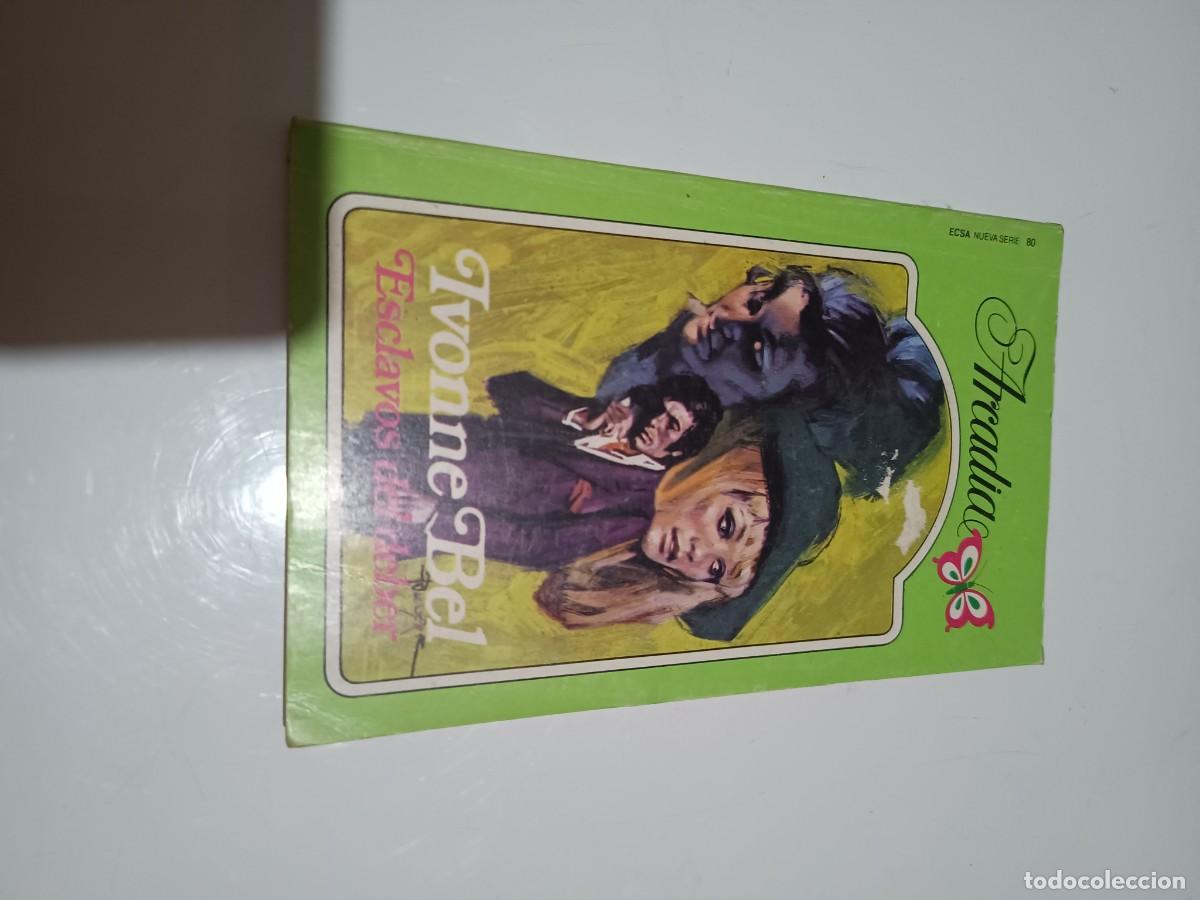 ECSA NUEVA SERIE 80
Arcadia
Ivonne Bel
Esclavos del deber
todocoleccion